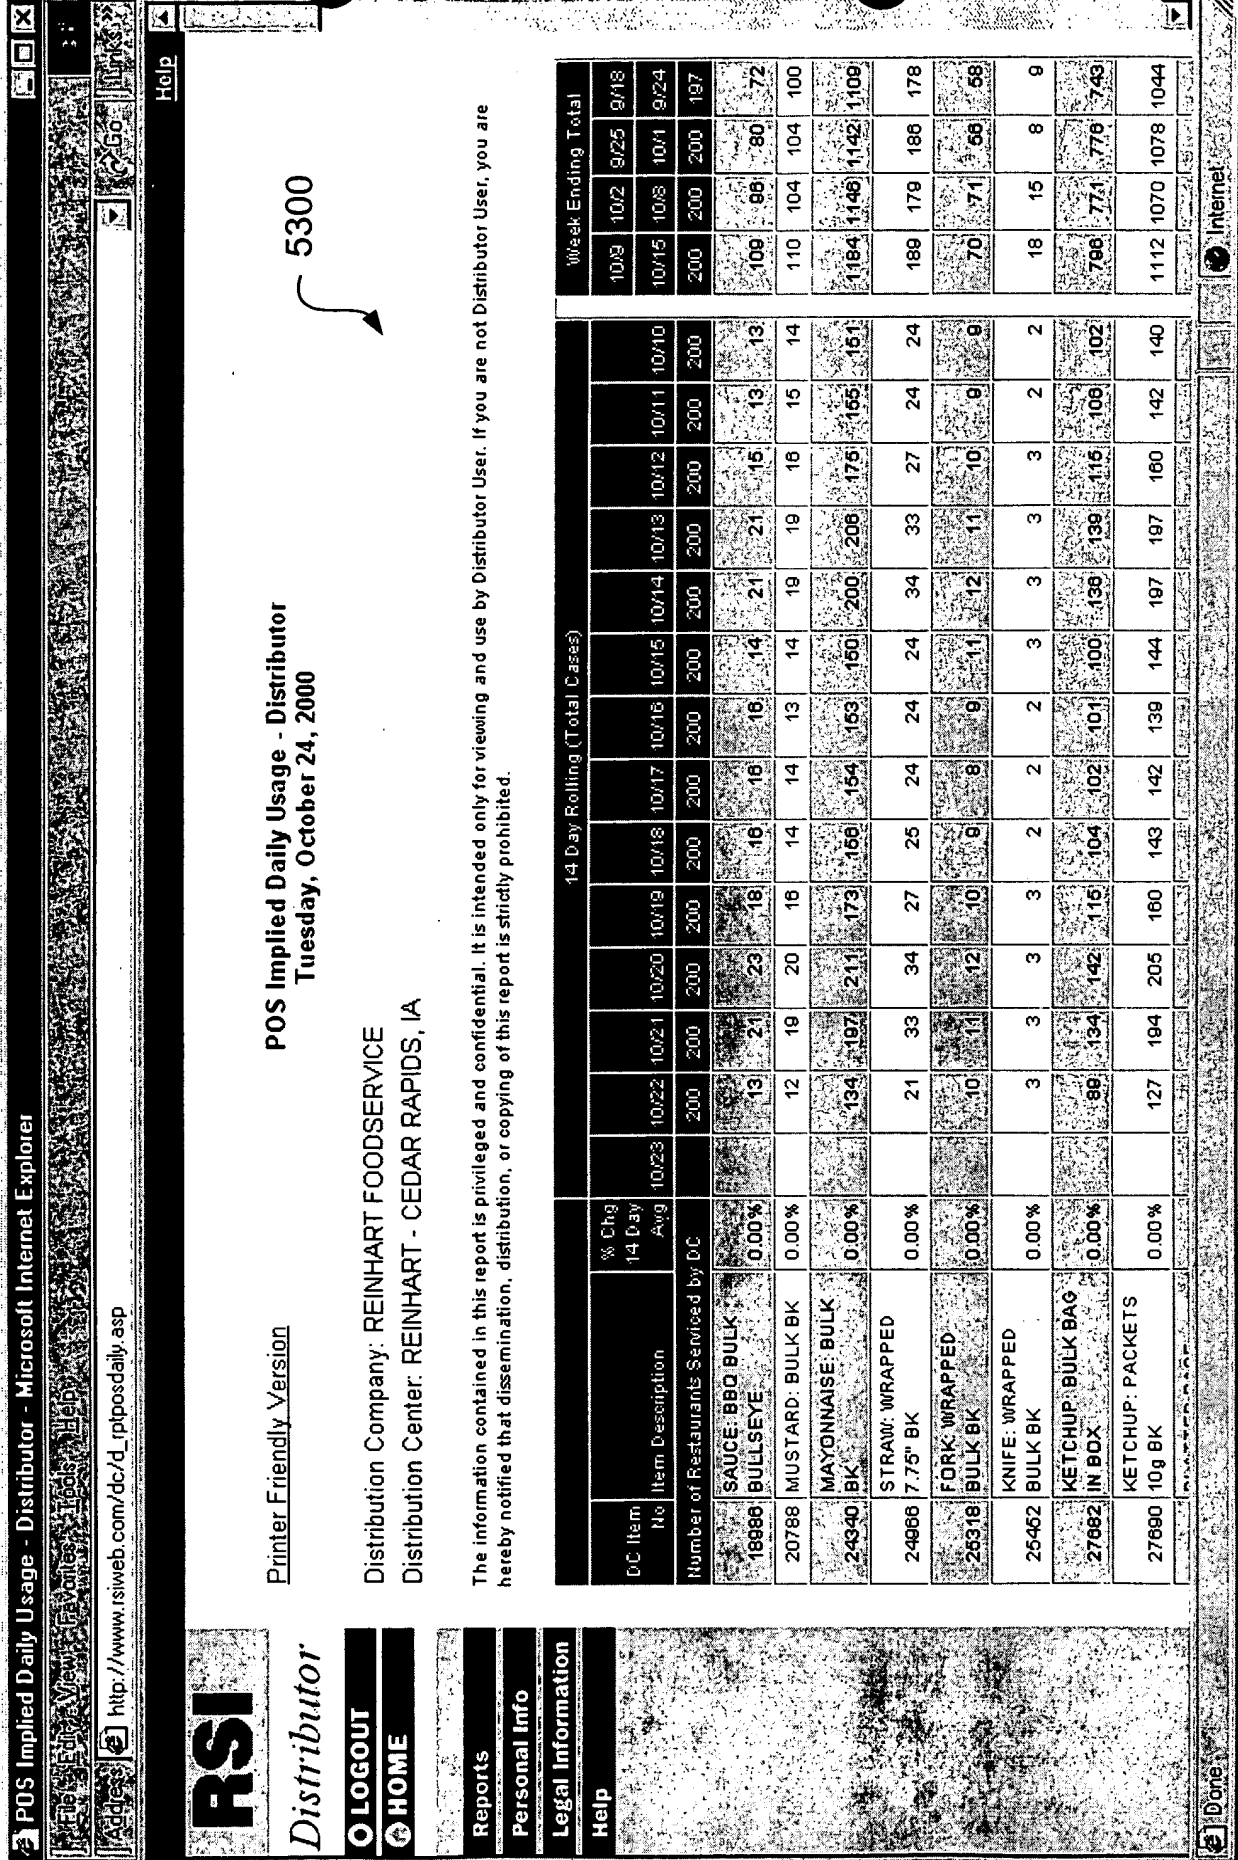 POS Implied Daily Usage - Distributor - Microsoft Internet Explorer
File Edit View Favorites Tools Help
Address http://www.rsiweb.com/dc/d_rptposdaily.asp Go Links »
Help
RSI
Distributor
LOGOUT
HOME
Reports
Personal Info
Legal Information
Help
Printer Friendly Version
POS Implied Daily Usage - Distributor
Tuesday, October 24, 2000
5300
Distribution Company: REINHART FOODSERVICE
Distribution Center: REINHART - CEDAR RAPIDS, IA
The information contained in this report is privileged and confidential. It is intended only for viewing and use by Distributor User. If you are not Distributor User, you are
hereby notified that dissemination, distribution, or copying of this report is strictly prohibited.
14 Day Rolling (Total Cases) Week Ending Total
% Chg 10/9 10/2 9/25 9/18
DC Item 14 Day
No Item Description Avg 10/23 10/22 10/21 10/20 10/19 10/18 10/17 10/16 10/15 10/14 10/13 10/12 10/11 10/10 10/15 10/8 10/1 9/24
Number of Restaurants Serviced by DC 200 200 200 200 200 200 200 200 200 200 200 200 200 200 200 200 197
SAUCE: BBQ BULK
18996 BULLSEYE 0.00% 13 21 23 18 16 16 16 14 21 21 15 13 13 109 96 80 72
20788 MUSTARD: BULK BK 0.00% 12 19 20 16 14 14 13 14 19 19 16 15 14 110 104 104 100
MAYONNAISE: BULK
24340 BK 0.00% 134 197 211 173 156 154 153 150 200 206 175 155 151 1184 1146 1142 1109
STRAW: WRAPPED
24966 7.75" BK 0.00% 21 33 34 27 25 24 24 24 34 33 27 24 24 189 179 186 178
FORK: WRAPPED
25318 BULK BK 0.00% 10 11 12 10 9 8 9 11 12 11 10 9 9 70 71 56 58
KNIFE: WRAPPED
25452 BULK BK 0.00% 3 3 3 3 2 2 2 3 3 3 3 2 2 18 15 8 9
KETCHUP: BULK BAG
27682 IN BOX 0.00% 89 134 142 115 104 102 101 100 136 139 115 106 102 796 771 776 743
KETCHUP: PACKETS
27690 10g BK 0.00% 127 194 205 160 143 142 139 144 197 197 160 142 140 1112 1070 1078 1044
Done Internet